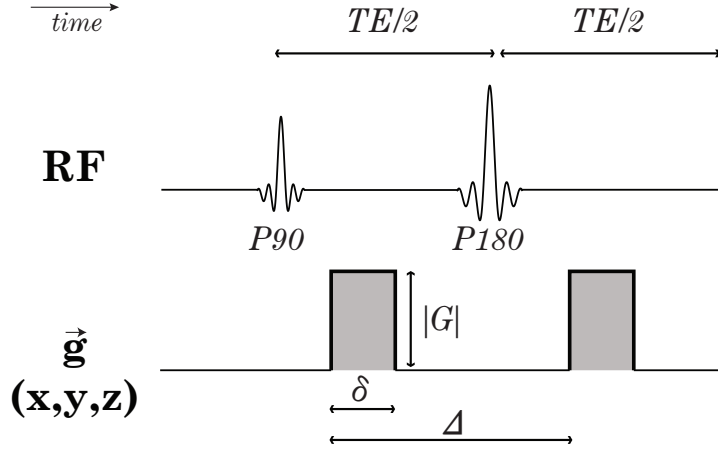 time
TE/2 TE/2
RF
P90 P180
|G|
g⃗
(x,y,z)
δ
Δ